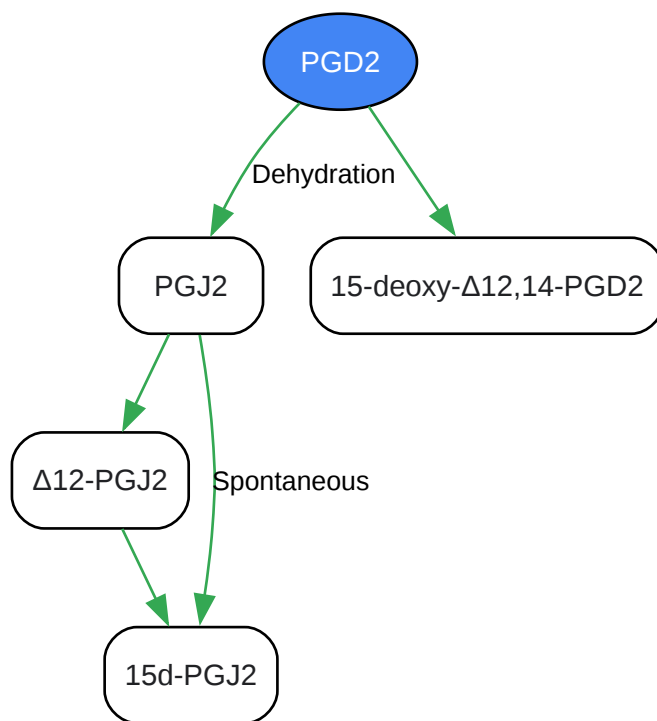 PGD2
Dehydration
PGJ2
15-deoxy-Δ12,14-PGD2
Δ12-PGJ2
Spontaneous
15d-PGJ2